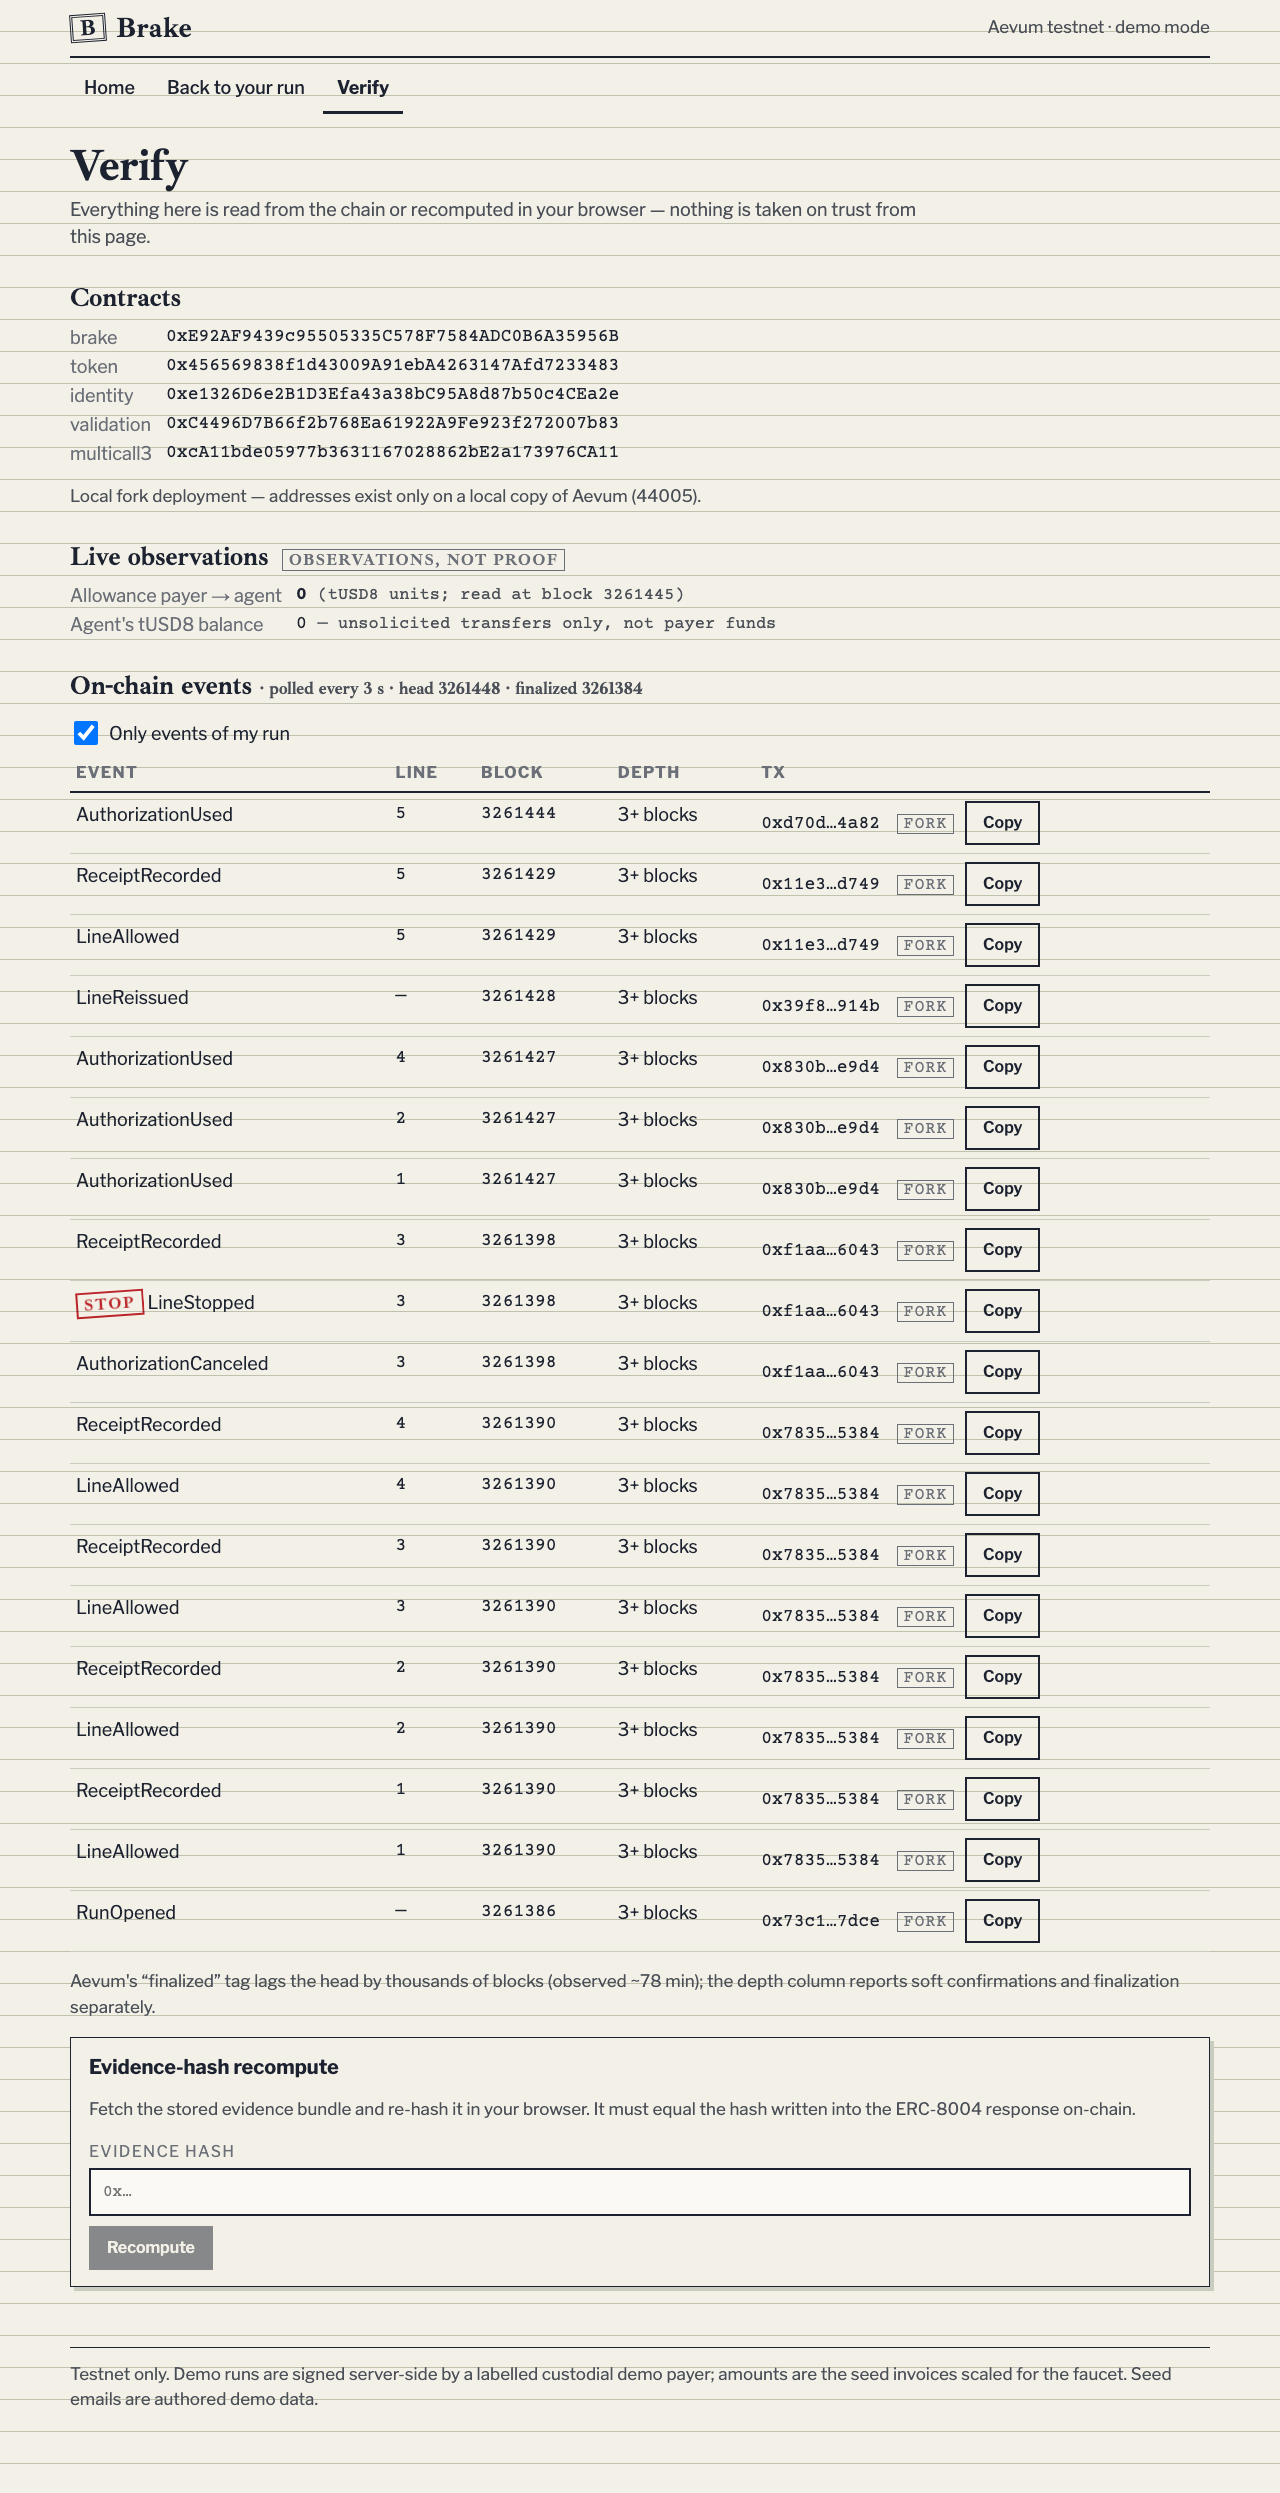 B Brake
Aevum testnet · demo mode
Home Back to your run Verify
Verify
Everything here is read from the chain or recomputed in your browser — nothing is taken on trust from
this page.
Contracts
brake 0xE92AF9439c95505335C578F7584ADC0B6A35956B
token 0x456569838f1d43009A91ebA4263147Afd7233483
identity 0xe1326D6e2B1D3Efa43a38bC95A8d87b50c4CEa2e
validation 0xC4496D7B66f2b768Ea61922A9Fe923f272007b83
multicall3 0xcA11bde05977b3631167028862bE2a173976CA11
Local fork deployment — addresses exist only on a local copy of Aevum (44005).
Live observations OBSERVATIONS, NOT PROOF
Allowance payer → agent 0 (tUSD8 units; read at block 3261445)
Agent's tUSD8 balance 0 — unsolicited transfers only, not payer funds
On-chain events · polled every 3 s · head 3261448 · finalized 3261384
Only events of my run
EVENT LINE BLOCK DEPTH TX
AuthorizationUsed 5 3261444 3+ blocks 0xd70d…4a82 FORK Copy
ReceiptRecorded 5 3261429 3+ blocks 0x11e3…d749 FORK Copy
LineAllowed 5 3261429 3+ blocks 0x11e3…d749 FORK Copy
LineReissued — 3261428 3+ blocks 0x39f8…914b FORK Copy
AuthorizationUsed 4 3261427 3+ blocks 0x830b…e9d4 FORK Copy
AuthorizationUsed 2 3261427 3+ blocks 0x830b…e9d4 FORK Copy
AuthorizationUsed 1 3261427 3+ blocks 0x830b…e9d4 FORK Copy
ReceiptRecorded 3 3261398 3+ blocks 0xf1aa…6043 FORK Copy
STOP LineStopped 3 3261398 3+ blocks 0xf1aa…6043 FORK Copy
AuthorizationCanceled 3 3261398 3+ blocks 0xf1aa…6043 FORK Copy
ReceiptRecorded 4 3261390 3+ blocks 0x7835…5384 FORK Copy
LineAllowed 4 3261390 3+ blocks 0x7835…5384 FORK Copy
ReceiptRecorded 3 3261390 3+ blocks 0x7835…5384 FORK Copy
LineAllowed 3 3261390 3+ blocks 0x7835…5384 FORK Copy
ReceiptRecorded 2 3261390 3+ blocks 0x7835…5384 FORK Copy
LineAllowed 2 3261390 3+ blocks 0x7835…5384 FORK Copy
ReceiptRecorded 1 3261390 3+ blocks 0x7835…5384 FORK Copy
LineAllowed 1 3261390 3+ blocks 0x7835…5384 FORK Copy
RunOpened — 3261386 3+ blocks 0x73c1…7dce FORK Copy
Aevum's “finalized” tag lags the head by thousands of blocks (observed ~78 min); the depth column reports soft confirmations and finalization
separately.
Evidence-hash recompute
Fetch the stored evidence bundle and re-hash it in your browser. It must equal the hash written into the ERC-8004 response on-chain.
EVIDENCE HASH
0x…
Recompute
Testnet only. Demo runs are signed server-side by a labelled custodial demo payer; amounts are the seed invoices scaled for the faucet. Seed
emails are authored demo data.